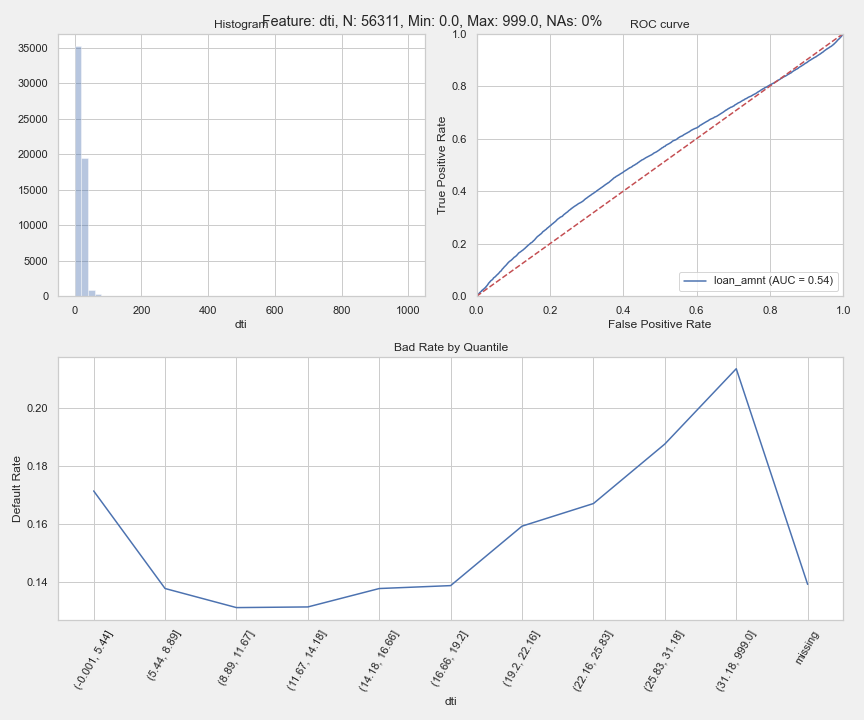 Feature: dti, N: 56311, Min: 0.0, Max: 999.0, NAs: 0%
Histogram
35000
30000
25000
20000
15000
10000
5000
0
0 200 400 600 800 1000
dti
ROC curve
True Positive Rate
1.0
0.8
0.6
0.4
0.2
0.0
loan_amnt (AUC = 0.54)
0.0 0.2 0.4 0.6 0.8 1.0
False Positive Rate
Bad Rate by Quantile
Default Rate
0.20
0.18
0.16
0.14
(-0.001, 5.44]
(5.44, 8.89]
(8.89, 11.67]
(11.67, 14.18]
(14.18, 16.66]
(16.66, 19.2]
(19.2, 22.16]
(22.16, 25.83]
(25.83, 31.18]
(31.18, 999.0]
missing
dti